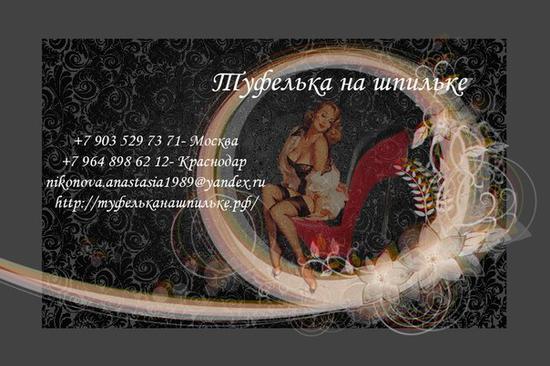 Туфелька на шпильке
+7 903 529 73 71- Москва
+7 964 898 62 12- Краснодар
nikonova.anastasia1989@yandex.ru
http://туфельканашпильке.рф/